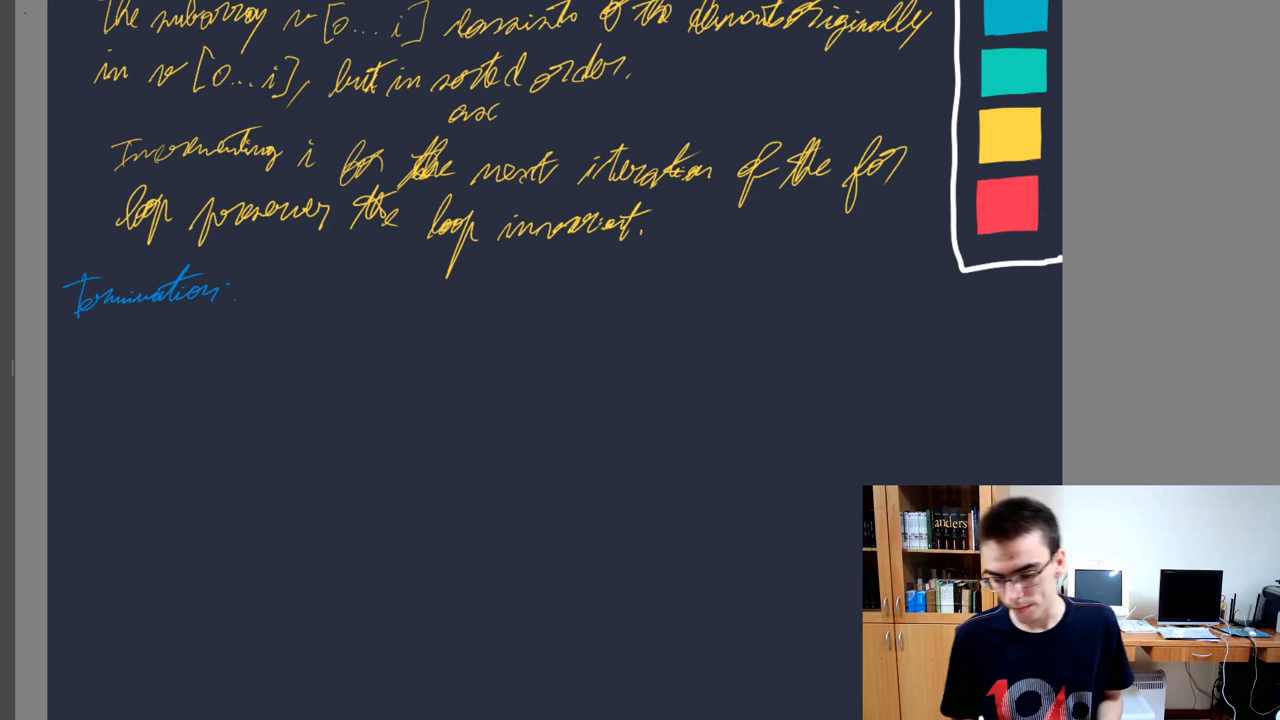 The subarray v [0...i] consists of the elements originally
in v [0...i], but in sorted order.
asc
Incrementing i for the next iteration of the for
loop preserves the loop invariant.
Termination:
anders